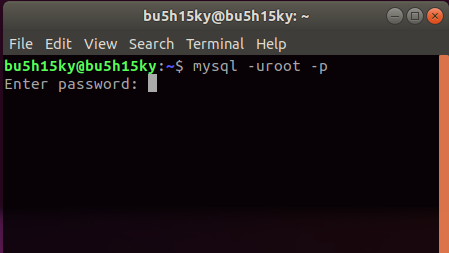 bu5h15ky@bu5h15ky: ~
File Edit View Search Terminal Help
bu5h15ky@bu5h15ky:~$ mysql -uroot -p
Enter password: